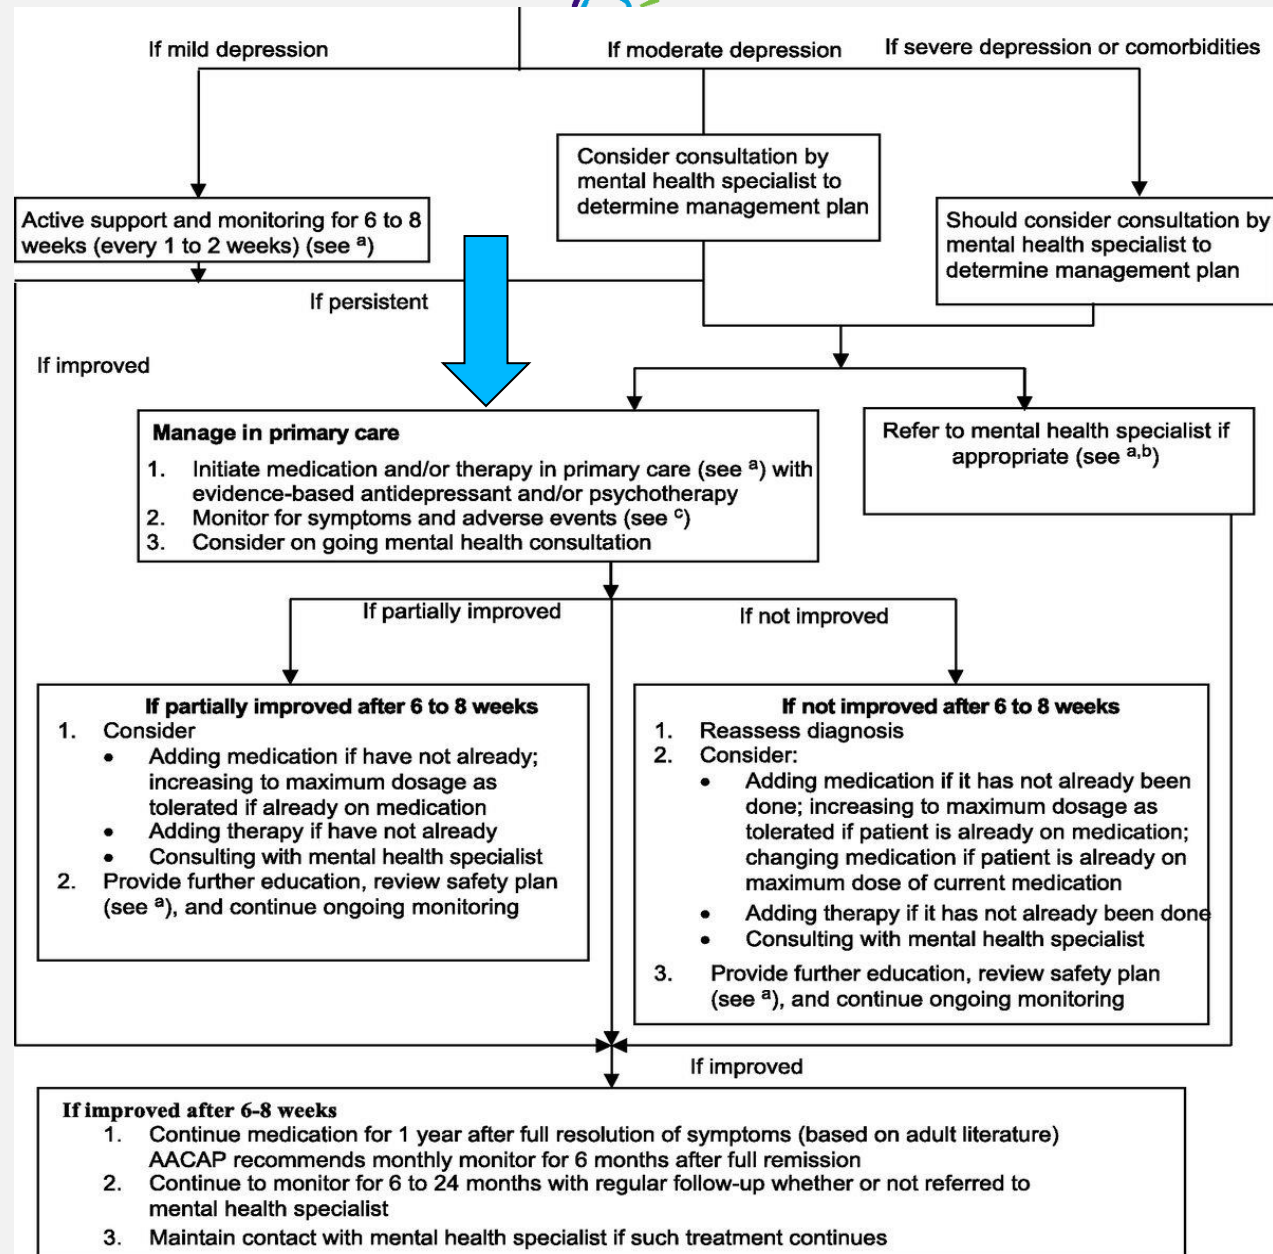 If mild depression
If moderate depression
If severe depression or comorbidities
Consider consultation by
mental health specialist to
determine management plan
Active support and monitoring for 6 to 8
weeks (every 1 to 2 weeks) (see a)
Should consider consultation by
mental health specialist to
determine management plan
If persistent
If improved
Manage in primary care
1. Initiate medication and/or therapy in primary care (see a) with
evidence-based antidepressant and/or psychotherapy
2. Monitor for symptoms and adverse events (see c)
3. Consider on going mental health consultation
Refer to mental health specialist if
appropriate (see a,b)
If partially improved
If not improved
If partially improved after 6 to 8 weeks
1. Consider
• Adding medication if have not already;
increasing to maximum dosage as
tolerated if already on medication
• Adding therapy if have not already
• Consulting with mental health specialist
2. Provide further education, review safety plan
(see a), and continue ongoing monitoring
If not improved after 6 to 8 weeks
1. Reassess diagnosis
2. Consider:
• Adding medication if it has not already been
done; increasing to maximum dosage as
tolerated if patient is already on medication;
changing medication if patient is already on
maximum dose of current medication
• Adding therapy if it has not already been done
• Consulting with mental health specialist
3. Provide further education, review safety plan
(see a), and continue ongoing monitoring
If improved
If improved after 6-8 weeks
1. Continue medication for 1 year after full resolution of symptoms (based on adult literature)
AACAP recommends monthly monitor for 6 months after full remission
2. Continue to monitor for 6 to 24 months with regular follow-up whether or not referred to
mental health specialist
3. Maintain contact with mental health specialist if such treatment continues